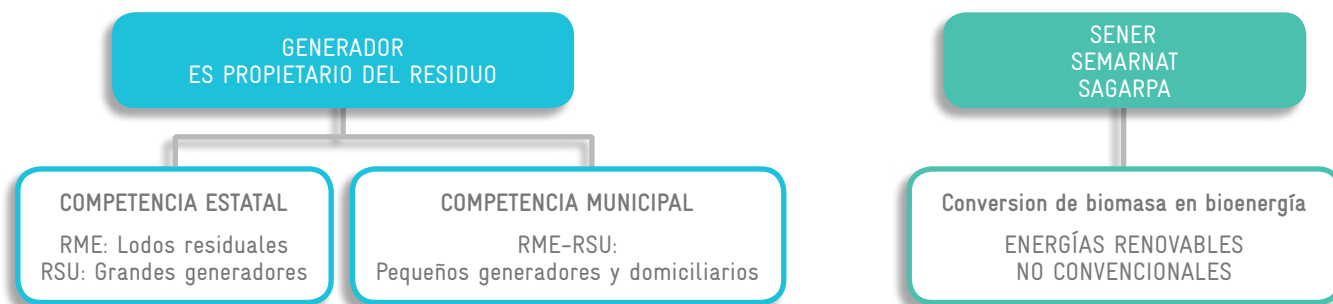 GENERADOR
ES PROPIETARIO DEL RESIDUO
COMPETENCIA ESTATAL
RME: Lodos residuales
RSU: Grandes generadores
COMPETENCIA MUNICIPAL
RME-RSU:
Pequeños generadores y domiciliarios
SENER
SEMARNAT
SAGARPA
Conversion de biomasa en bioenergía
ENERGÍAS RENOVABLES
NO CONVENCIONALES